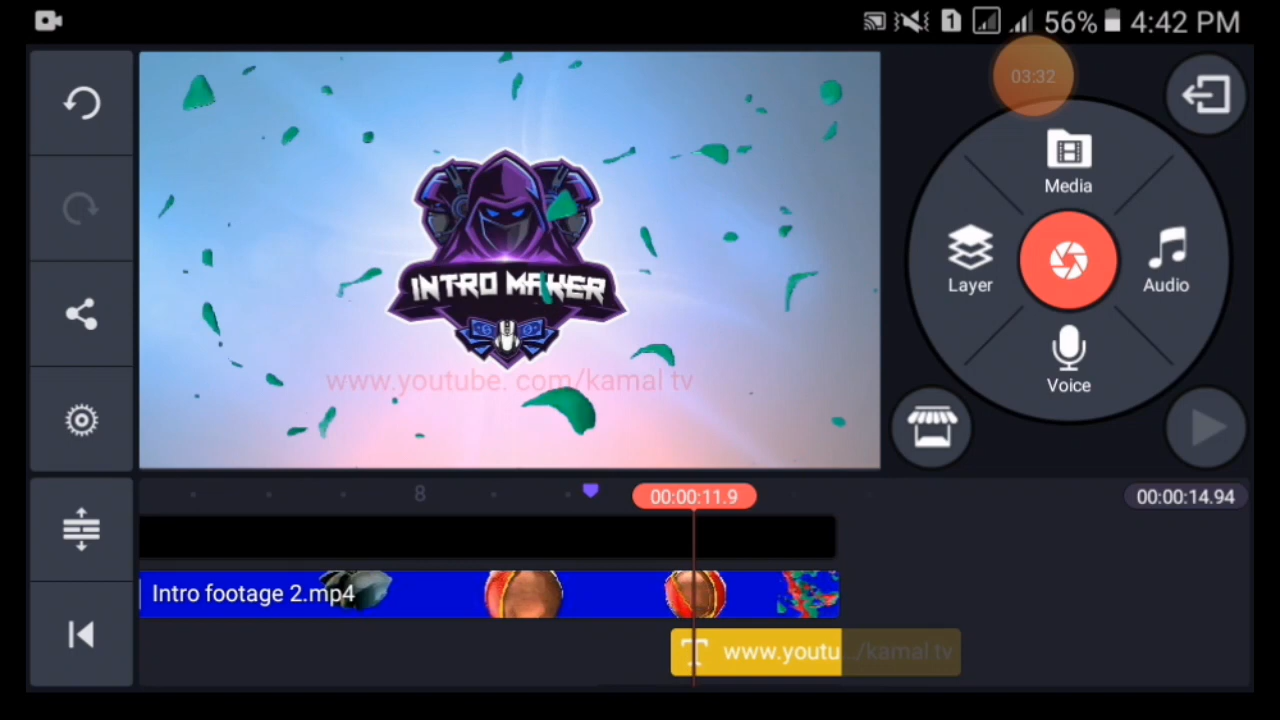 1 56% 4:42 PM
03:32
Media
Layer
Audio
Voice
INTRO MAKER
www.youtube. com/kamal tv
8
00:00:11.9
00:00:14.94
Intro footage 2.mp4
T www.youtu.../kamal tv